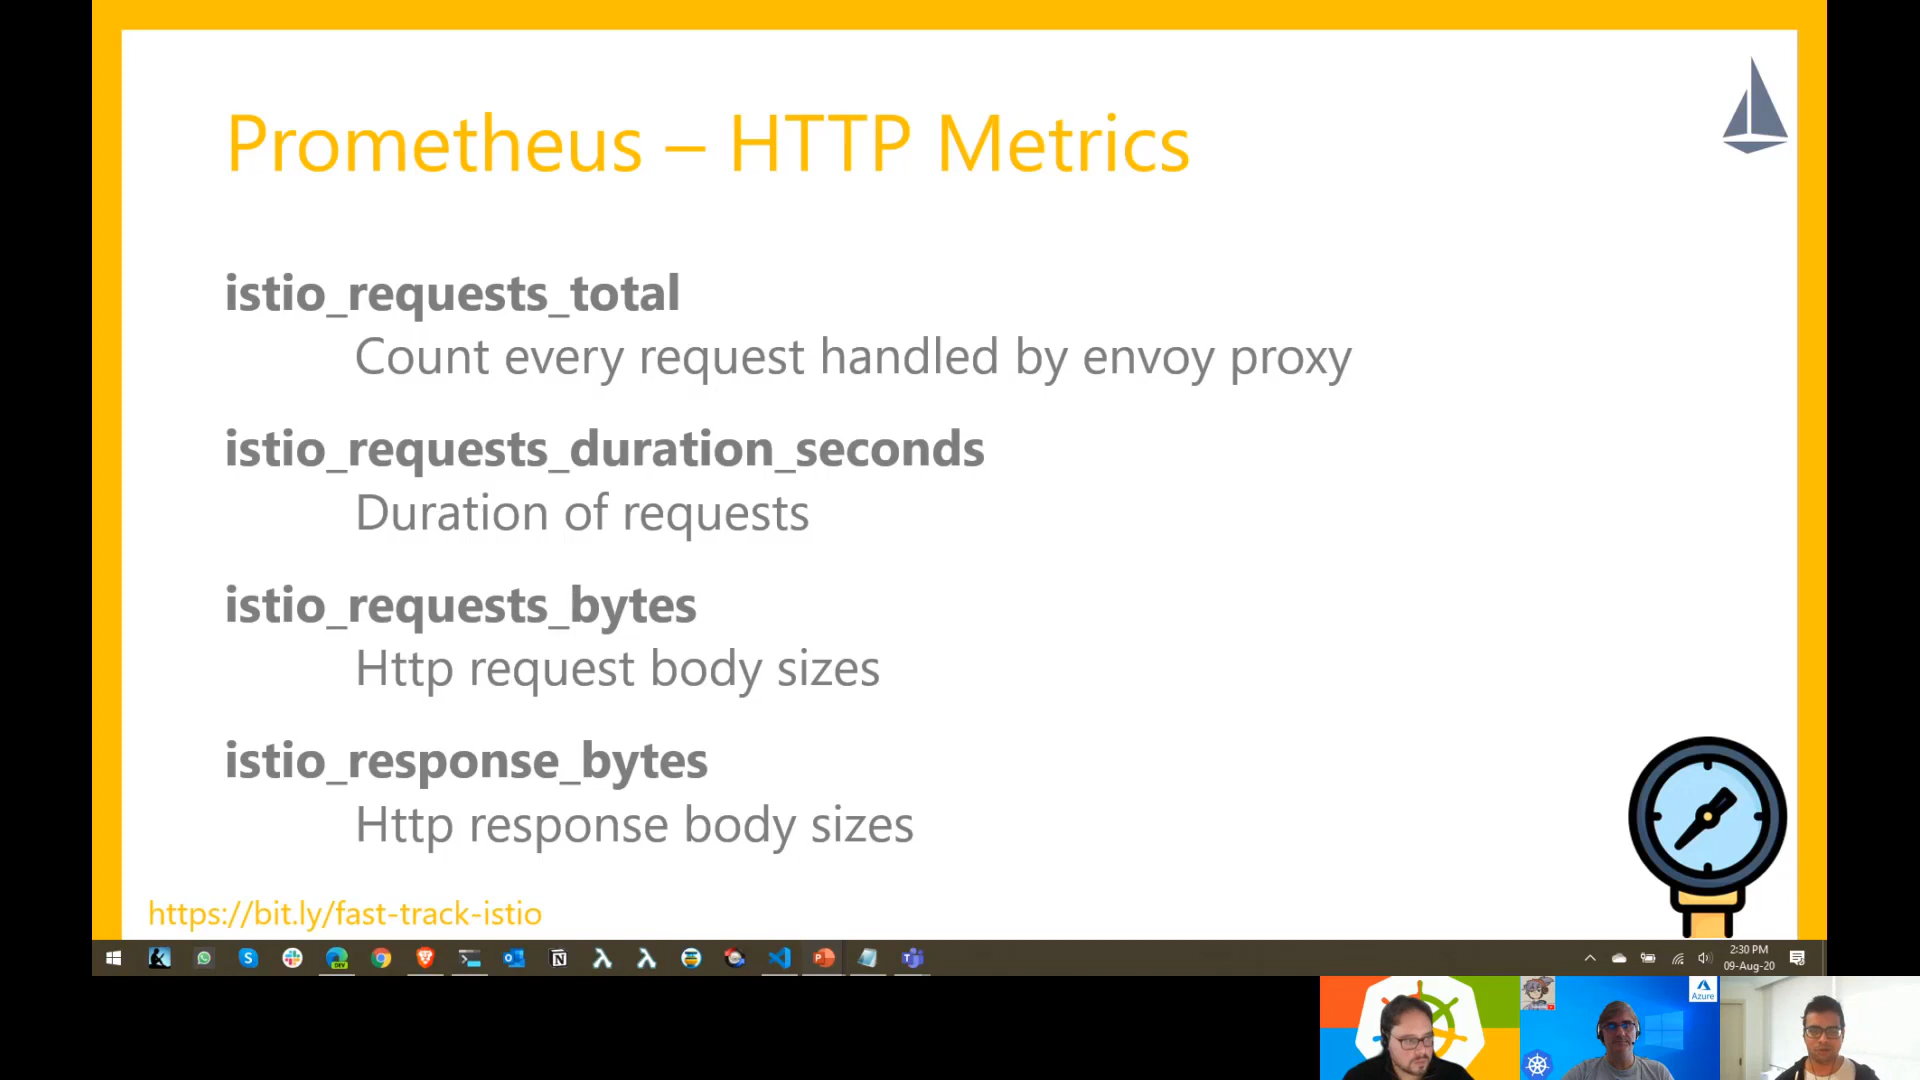 Prometheus – HTTP Metrics
istio_requests_total
Count every request handled by envoy proxy
istio_requests_duration_seconds
Duration of requests
istio_requests_bytes
Http request body sizes
istio_response_bytes
Http response body sizes
https://bit.ly/fast-track-istio
2:30 PM
09-Aug-20
Azure